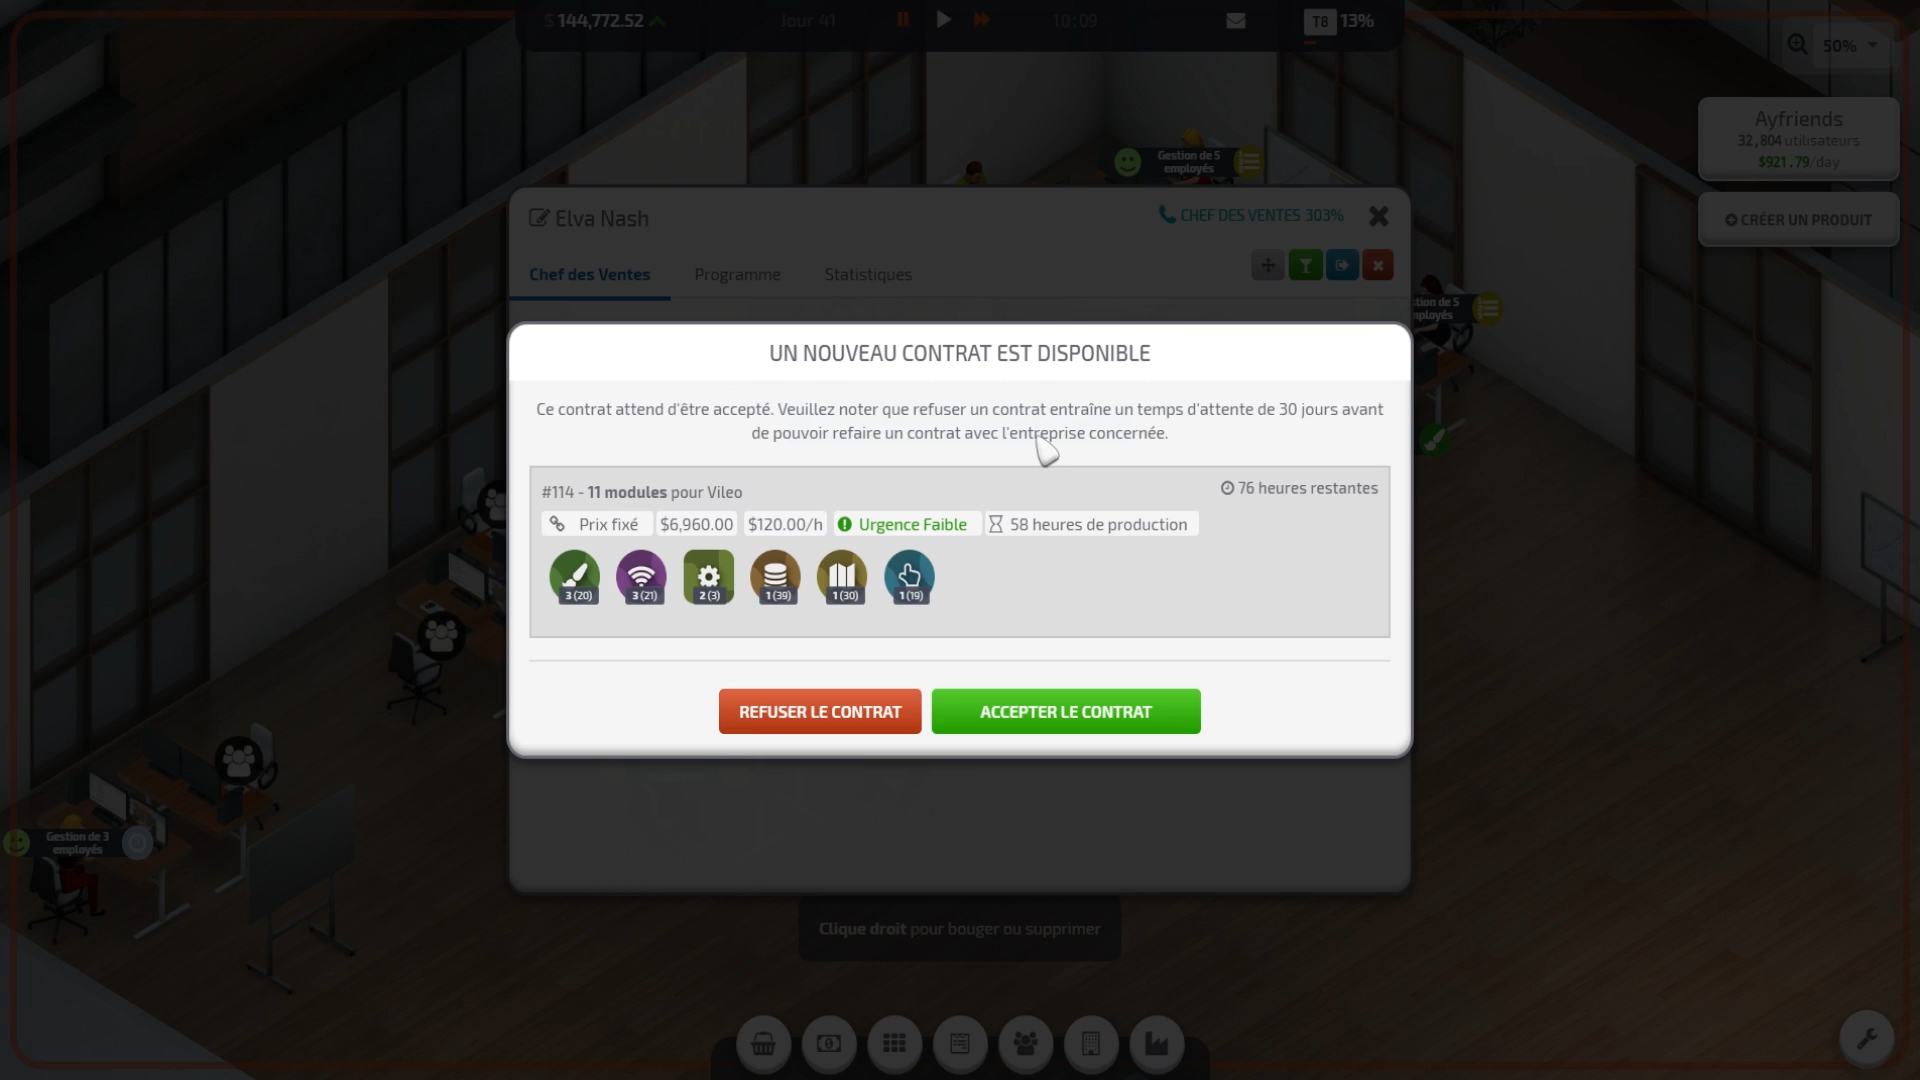 $ 144,772.52
Jour 41
10:09
T8 13%
50%
Ayfriends
32,804 utilisateurs
$921.79/day
CRÉER UN PRODUIT
Gestion de 5
employés
Elva Nash
CHEF DES VENTES 303%
Chef des Ventes
Programme
Statistiques
tion de 5
mployés
UN NOUVEAU CONTRAT EST DISPONIBLE
Ce contrat attend d'être accepté. Veuillez noter que refuser un contrat entraîne un temps d'attente de 30 jours avant
de pouvoir refaire un contrat avec l'entreprise concernée.
#114 - 11 modules pour Vileo
76 heures restantes
Prix fixé $6,960.00 $120.00/h Urgence Faible 58 heures de production
3 (20) 3 (21) 2 (3) 1 (39) 1 (30) 1 (19)
REFUSER LE CONTRAT
ACCEPTER LE CONTRAT
Gestion de 3
employés
Clique droit pour bouger ou supprimer